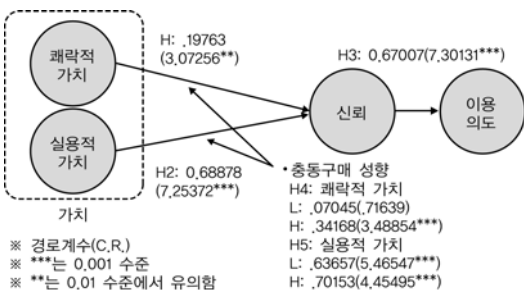 쾌락적
가치
실용적
가치
가치
H: .19763
(3.07256**)
H2: 0.68878
(7.25372***)
신뢰
H3: 0.67007(7.30131***)
이용
의도
•충동구매 성향
H4: 쾌락적 가치
L: .07045(.71639)
H: .34168(3.48854***)
H5: 실용적 가치
L: .63657(5.46547***)
H: .70153(4.45495***)
※ 경로계수(C.R.)
※ ***는 0.001 수준
※ **는 0.01 수준에서 유의함